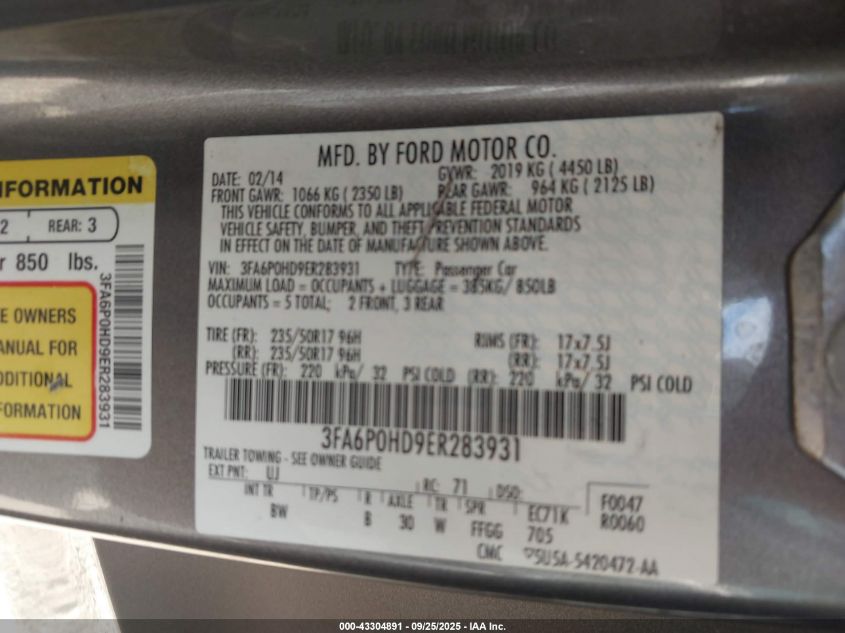 INFORMATION
2 REAR: 3
r 850 lbs.
E OWNERS
ANUAL FOR
DDITIONAL
FORMATION
3FA6P0HD9ER283931
MFD. BY FORD MOTOR CO.
DATE: 02/14 GVWR: 2019 KG ( 4450 LB)
FRONT GAWR: 1066 KG ( 2350 LB) REAR GAWR: 964 KG ( 2125 LB)
THIS VEHICLE CONFORMS TO ALL APPLICABLE FEDERAL MOTOR
VEHICLE SAFETY, BUMPER, AND THEFT PREVENTION STANDARDS
IN EFFECT ON THE DATE OF MANUFACTURE SHOWN ABOVE.
VIN: 3FA6P0HD9ER283931 TYPE: Passenger Car
MAXIMUM LOAD = OCCUPANTS + LUGGAGE = 385KG/ 850LB
OCCUPANTS = 5 TOTAL; 2 FRONT, 3 REAR
TIRE (FR): 235/50R17 96H RIMS (FR): 17x7.5J
(RR): 235/50R17 96H (RR): 17x7.5J
PRESSURE (FR): 220 kPa/ 32 PSI COLD (RR): 220 kPa/ 32 PSI COLD
3FA6P0HD9ER283931
TRAILER TOWING - SEE OWNER GUIDE
EXT PNT: UJ RC: 71 DSO:
INT TR TP/PS R AXLE TR SPR EC71K F0047
BW B 30 W FFGG 705 R0060
CMC 5U5A-5420472-AA
000-43304891 - 09/25/2025 - IAA Inc.